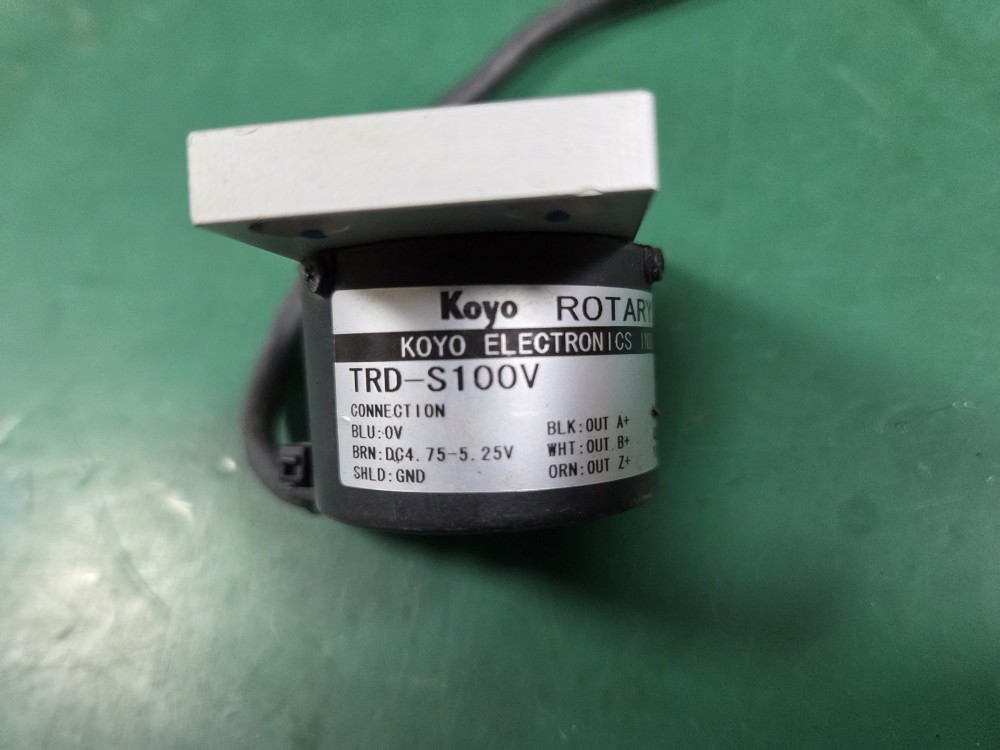 Koyo ROTARY
KOYO ELECTRONICS
TRD-S100V
CONNECTION
BLU:0V
BRN:DC4.75-5.25V
SHLD:GND
BLK:OUT A+
WHT:OUT B+
ORN:OUT Z+